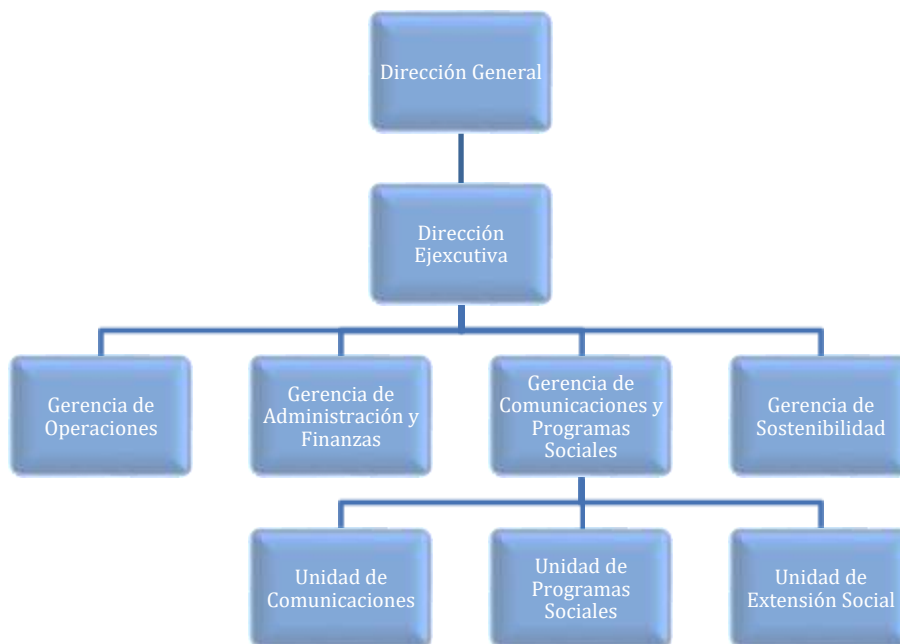 Dirección General
Dirección
Ejexcutiva
Gerencia de
Operaciones
Gerencia de
Administración y
Finanzas
Gerencia de
Comunicaciones y
Programas
Sociales
Gerencia de
Sostenibilidad
Unidad de
Comunicaciones
Unidad de
Programas
Sociales
Unidad de
Extensión Social